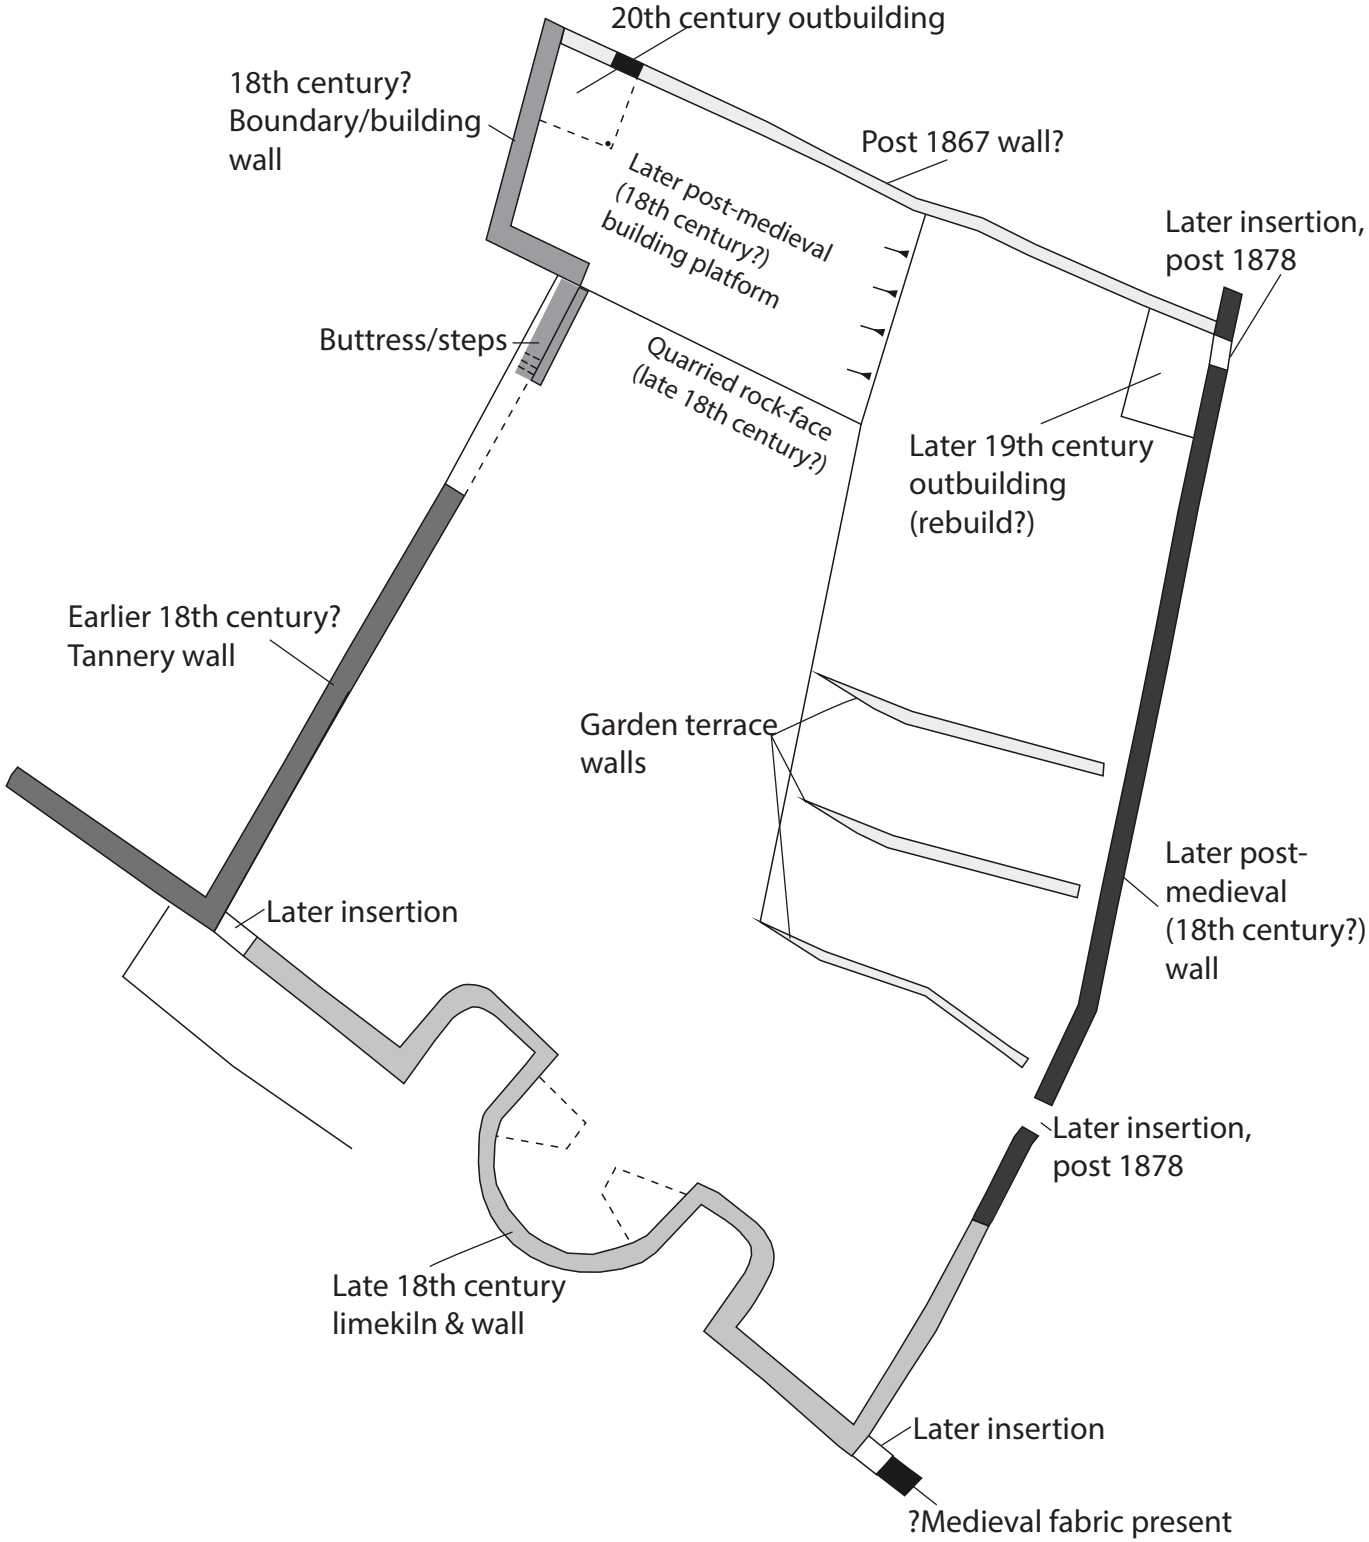 20th century outbuilding
18th century?
Boundary/building
wall
Post 1867 wall?
Later post-medieval
(18th century?)
building platform
Later insertion,
post 1878
Buttress/steps
Quarried rock-face
(late 18th century?)
Later 19th century
outbuilding
(rebuild?)
Earlier 18th century?
Tannery wall
Garden terrace
walls
Later post-
medieval
(18th century?)
wall
Later insertion
Later insertion,
post 1878
Late 18th century
limekiln & wall
Later insertion
?Medieval fabric present